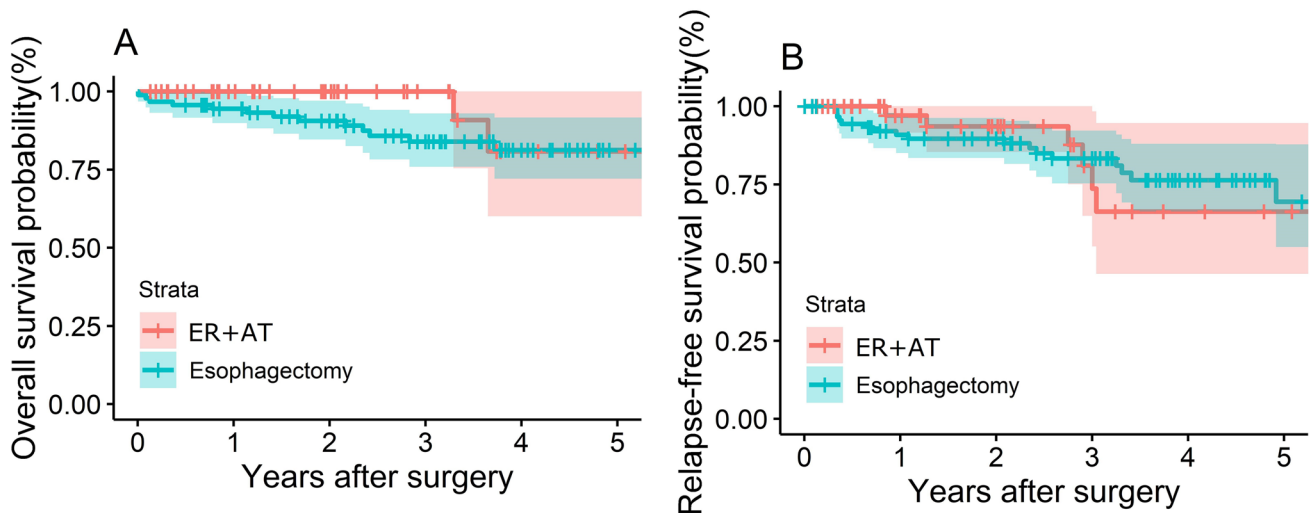 A
Overall survival probability(%)
1.00
0.75
0.50
0.25
0.00
Strata
ER+AT
Esophagectomy
0 1 2 3 4 5
Years after surgery
B
Relapse-free survival probability(%)
1.00
0.75
0.50
0.25
0.00
Strata
ER+AT
Esophagectomy
0 1 2 3 4 5
Years after surgery